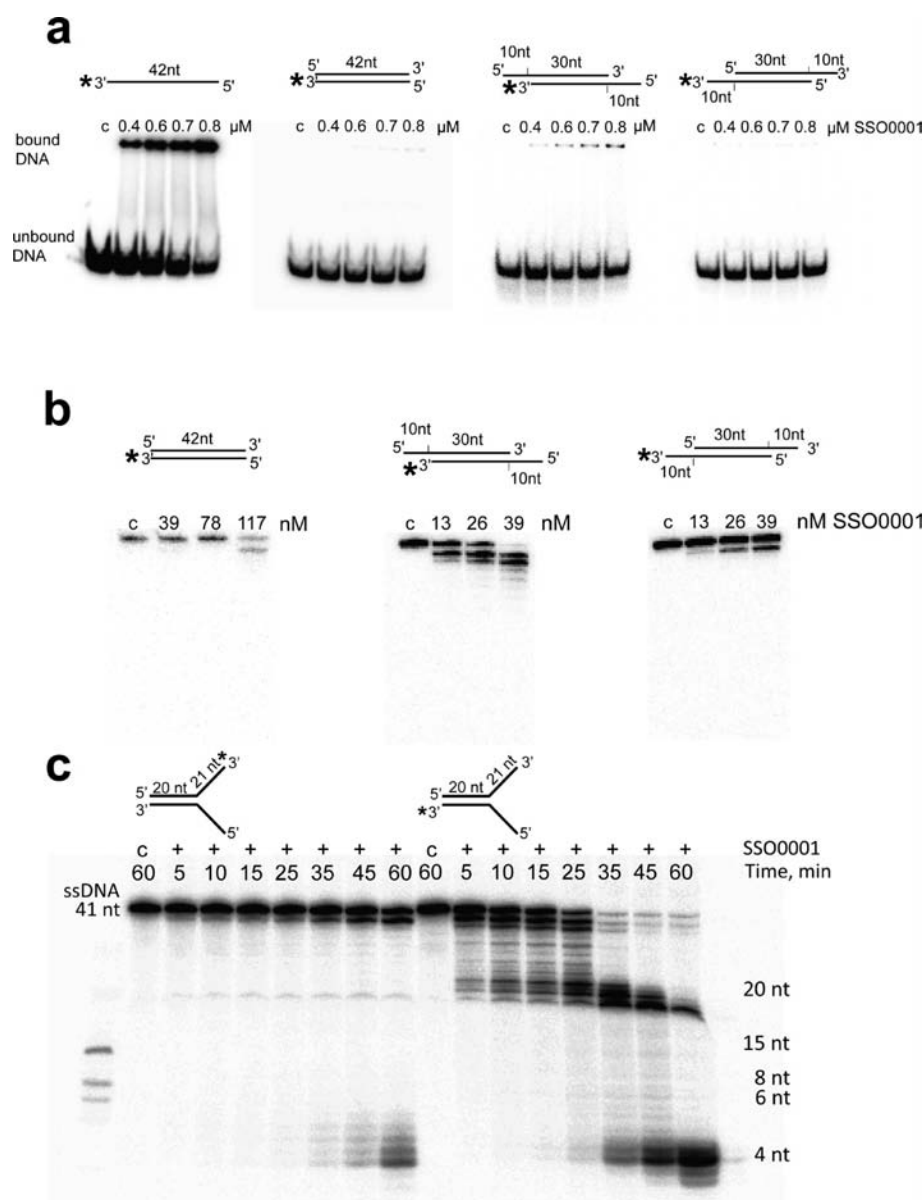 a
10nt 30nt 5' 30nt 10nt
5' 42nt 5' 3' 5' 3'
*3' 42nt 5' *3 3' 5' *3' 10nt 5' *3' 10nt 5'
c 0.4 0.6 0.7 0.8 µM c 0.4 0.6 0.7 0.8 c 0.4 0.6 0.7 0.8 µM c 0.4 0.6 0.7 0.8 µM SSO0001
bound
DNA
unbound
DNA
b
5' 42nt 3' 10nt 30nt 5' 30nt 10nt
*3' 5' 5' 3' 5' *3' 3'
*3' 10nt 10nt 5'
c 39 78 117 nM c 13 26 39 nM c 13 26 39 nM SSO0001
c
5' 20 nt 21 nt * 3' 5' 20 nt 21 nt 3'
3' 5' *3' 5'
c + + + + + + + c + + + + + + + SSO0001
60 5 10 15 25 35 45 60 60 5 10 15 25 35 45 60 Time, min
ssDNA
41 nt
20 nt
15 nt
8 nt
6 nt
4 nt